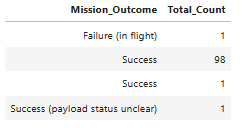 Mission_Outcome Total_Count
Failure (in flight) 1
Success 98
Success 1
Success (payload status unclear) 1